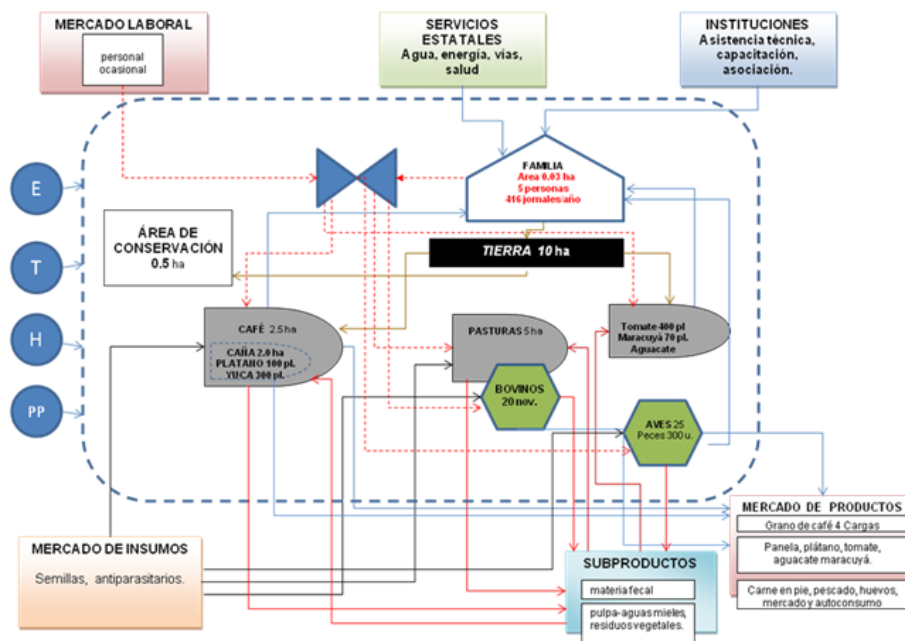 MERCADO LABORAL
personal
ocasional
SERVICIOS
ESTATALES
Agua, energía, vías,
salud
INSTITUCIONES
Asistencia técnica,
capacitación,
asociación.
E
T
H
PP
FAMILIA
Area 0.03 ha
5 personas
416 jornales/año
ÁREA DE
CONSERVACIÓN
0.5 ha
TIERRA 10 ha
CAFÉ 2.5 ha
CAÑA 2.0 ha
PLATANO 100 pl.
YUCA 300 pl.
PASTURAS 5 ha
BOVINOS
20 nov.
Tomate 400 pl
Maracuyá 70 pl.
Aguacate
AVES 25
Peces 300 u.
MERCADO DE INSUMOS
Semillas, antiparasitarios.
SUBPRODUCTOS
materia fecal
pulpa-aguas mieles,
residuos vegetales.
MERCADO DE PRODUCTOS
Grano de café 4 Cargas
Panela, plátano, tomate,
aguacate maracuyá.
Carne en pie, pescado, huevos,
mercado y autoconsumo